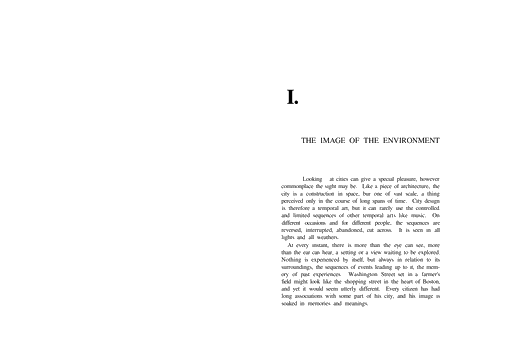 I.
THE IMAGE OF THE ENVIRONMENT
Looking at cities can give a special pleasure, however
commonplace the sight may be. Like a piece of architecture, the
city is a construction in space, but one of vast scale, a thing
perceived only in the course of long spans of time. City design
is therefore a temporal art, but it can rarely use the controlled
and limited sequences of other temporal arts like music. On
different occasions and for different people, the sequences are
reversed, interrupted, abandoned, cut across. It is seen in all
lights and all weathers.
At every instant, there is more than the eye can see, more
than the ear can hear, a setting or a view waiting to be explored.
Nothing is experienced by itself, but always in relation to its
surroundings, the sequences of events leading up to it, the mem-
ory of past experiences. Washington Street set in a farmer's
field might look like the shopping street in the heart of Boston,
and yet it would seem utterly different. Every citizen has had
long associations with some part of his city, and his image is
soaked in memories and meanings.